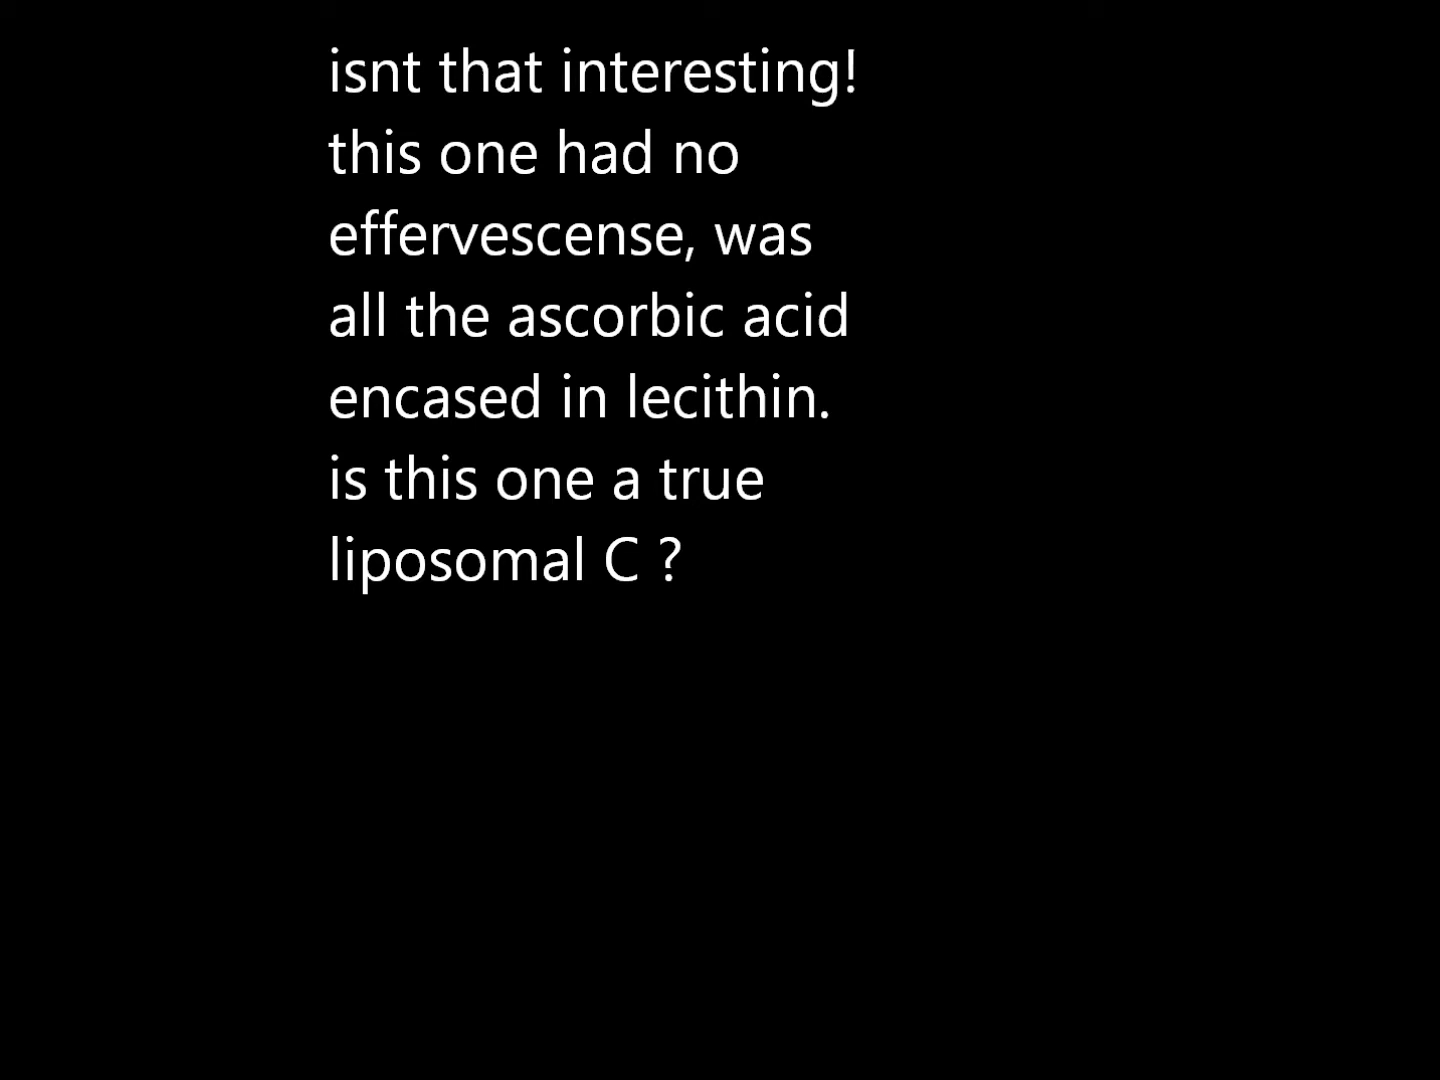 isnt that interesting!
this one had no
effervescense, was
all the ascorbic acid
encased in lecithin.
is this one a true
liposomal C ?